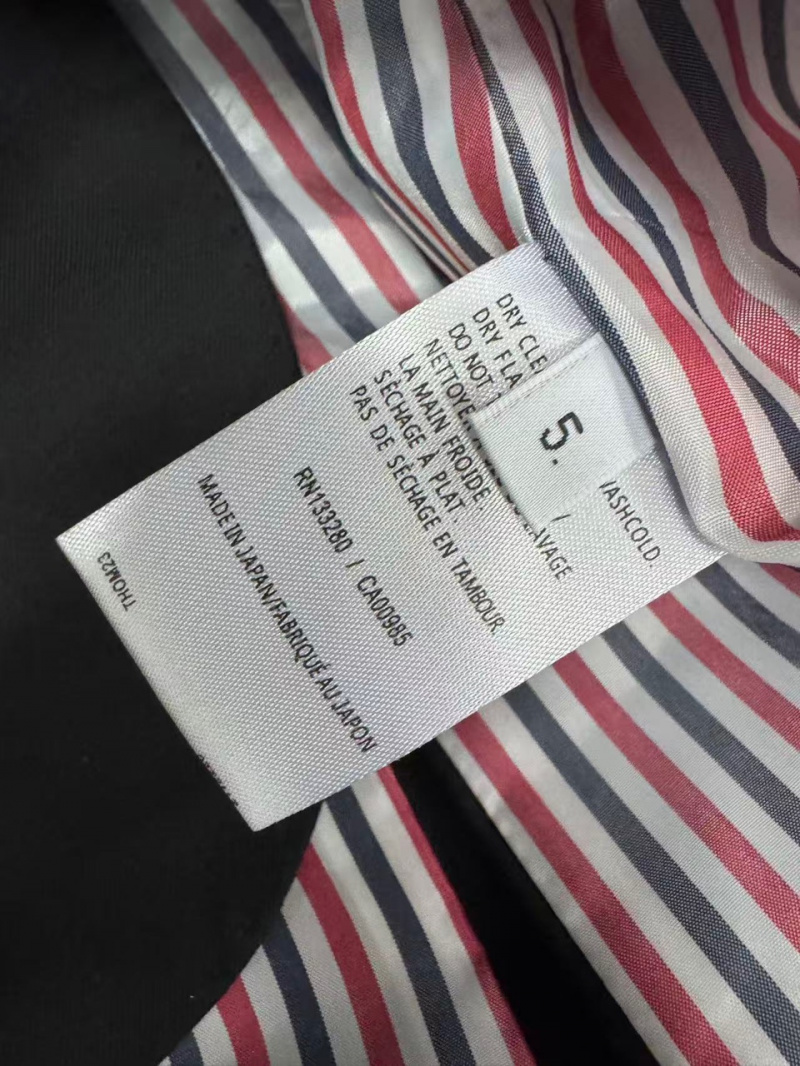 5.
DRY CLE
DRY FLA
WASHCOLD.
DO NOT
/
NETTOYE
LAVAGE
LA MAIN FROIDE.
SÉCHAGE À PLAT.
PAS DE SÉCHAGE EN TAMBOUR.
RN133280 / CA00985
MADE IN JAPAN/FABRIQUÉ AU JAPON
THOM23